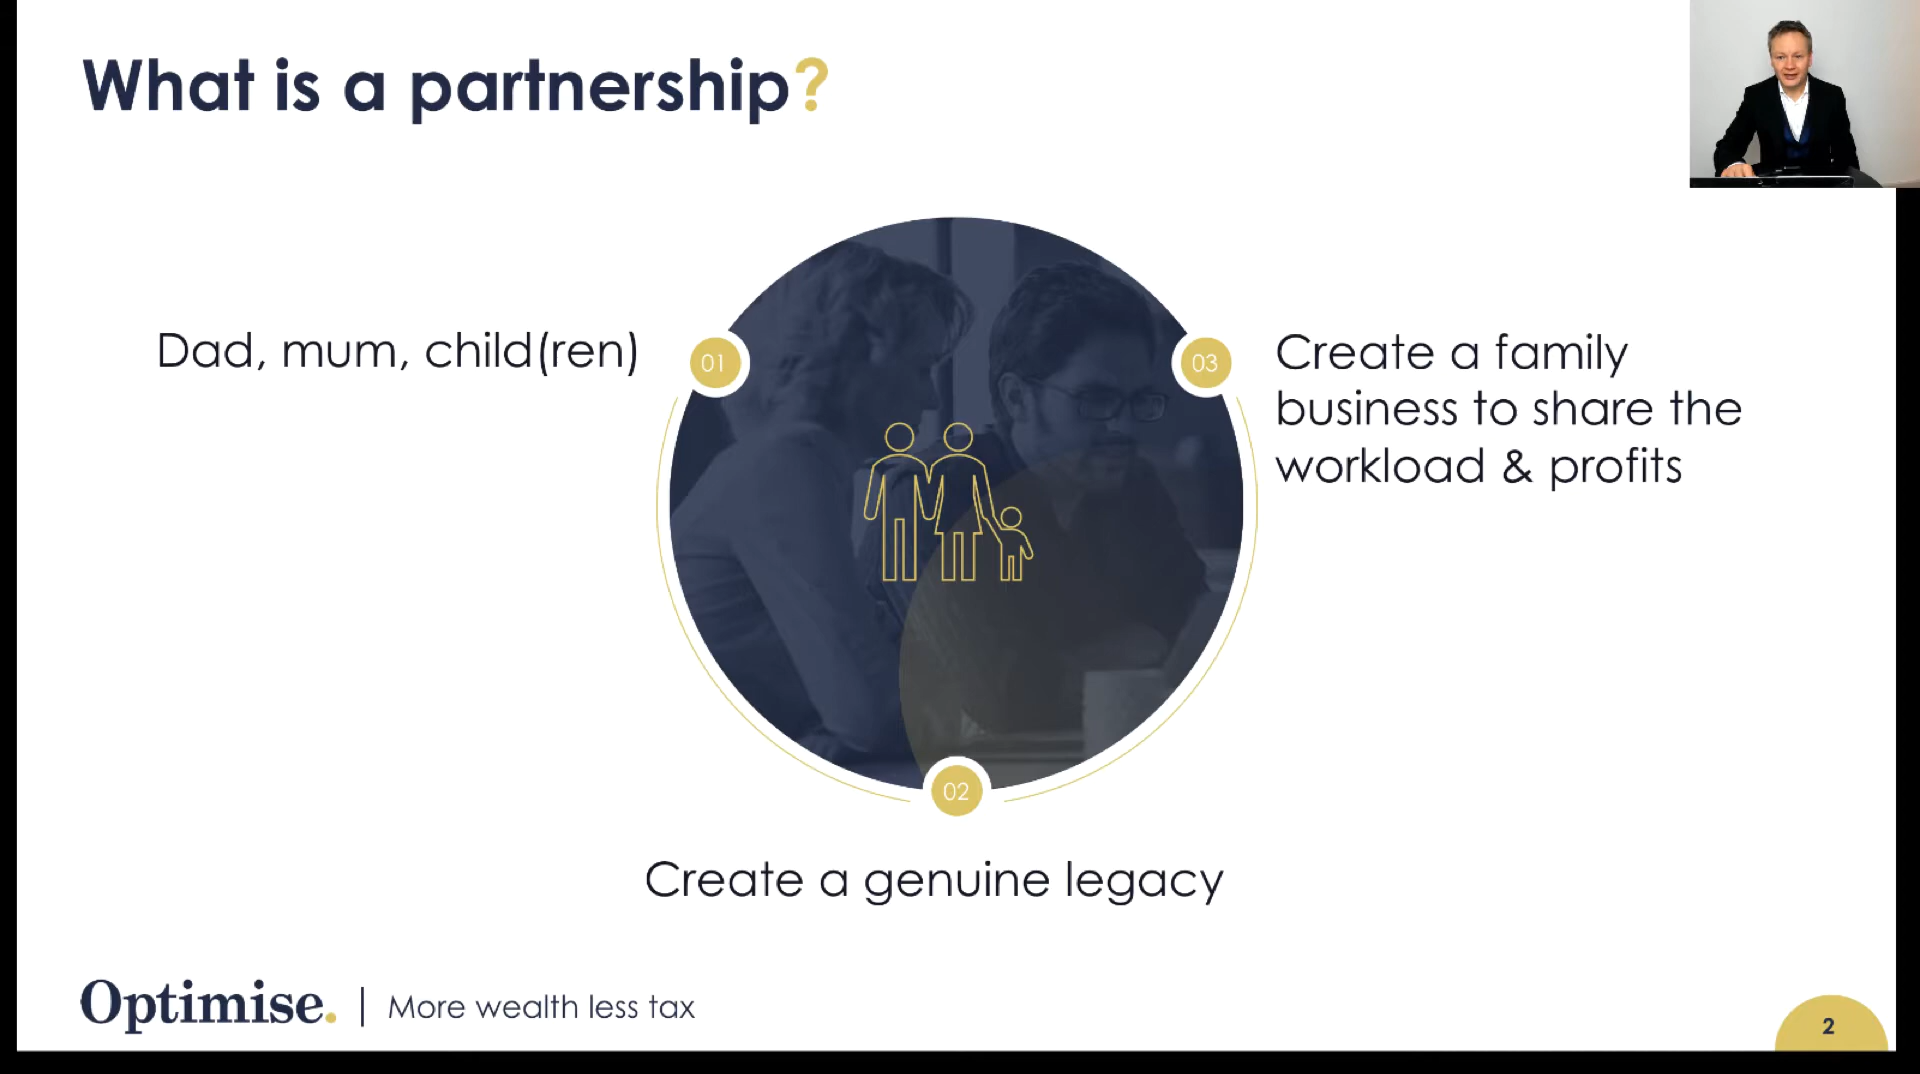 What is a partnership?
01
Dad, mum, child(ren)
02
Create a genuine legacy
03
Create a family
business to share the
workload & profits
Optimise. | More wealth less tax
2